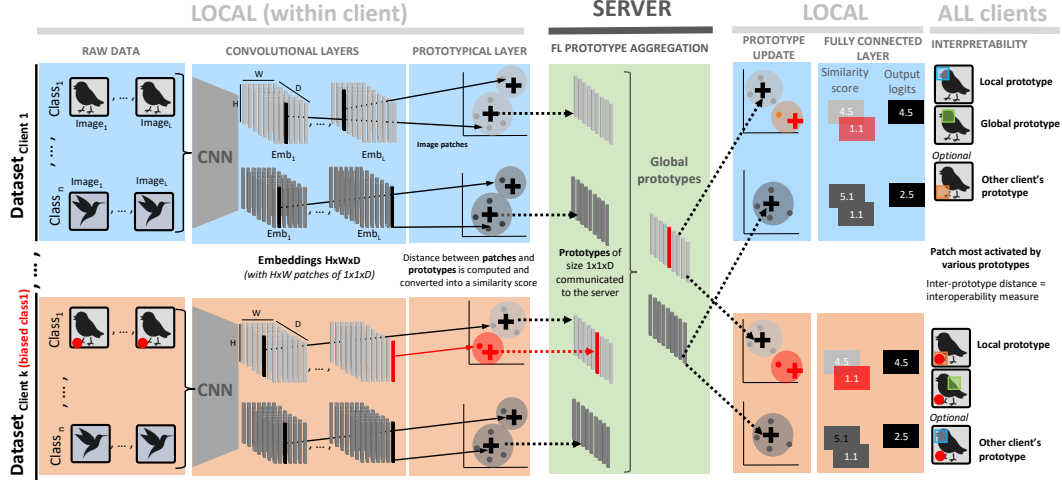 LOCAL (within client)
SERVER
LOCAL
ALL clients
RAW DATA
CONVOLUTIONAL LAYERS
PROTOTYPICAL LAYER
FL PROTOTYPE AGGREGATION
PROTOTYPE
UPDATE
FULLY CONNECTED
LAYER
INTERPRETABILITY
Dataset Client 1
Class1
, ... ,
Image1
ImageL
, ... ,
Classn
Image1
ImageL
, ... ,
CNN
W
D
H
, ... ,
Emb1
EmbL
, ... ,
Emb1
EmbL
Image patches
Global
prototypes
Similarity
score
Output
logits
4.5
1.1
4.5
5.1
1.1
2.5
Local prototype
Global prototype
Optional
Other client's
prototype
, ... ,
Embeddings HxWxD
(with HxW patches of 1x1xD)
Distance between patches and
prototypes is computed and
converted into a similarity score
Prototypes of
size 1x1xD
communicated
to the server
Patch most activated by
various prototypes
Inter-prototype distance =
interoperability measure
Dataset Client k (biased class1)
Class1
, ... ,
, ... ,
Class n
, ... ,
CNN
W
D
H
, ... ,
, ... ,
4.5
1.1
4.5
5.1
1.1
2.5
Local prototype
Optional
Other client's
prototype